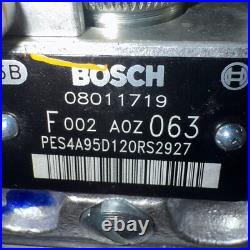 BOSCH
08011719
F 002 A0Z 063
PES4A95D120RS2927